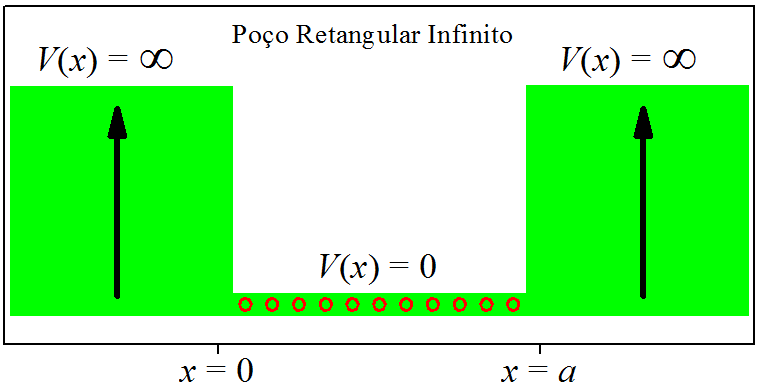 Poço Retangular Infinito
V(x) = ∞
V(x) = ∞
V(x) = 0
x = 0
x = a